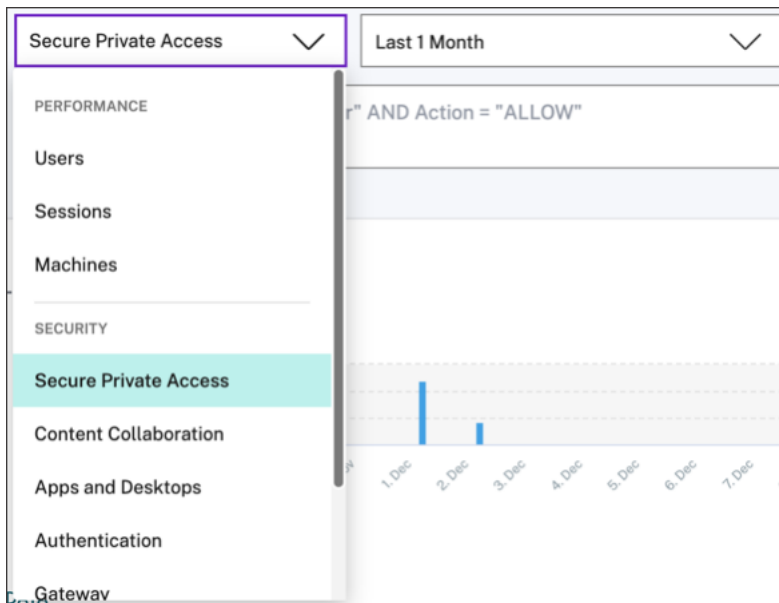 Secure Private Access
Last 1 Month
PERFORMANCE
r" AND Action = "ALLOW"
Users
Sessions
Machines
SECURITY
Secure Private Access
Content Collaboration
Apps and Desktops
Authentication
Gateway
1. Dec
2. Dec
3. Dec
4. Dec
5. Dec
6. Dec
7. Dec